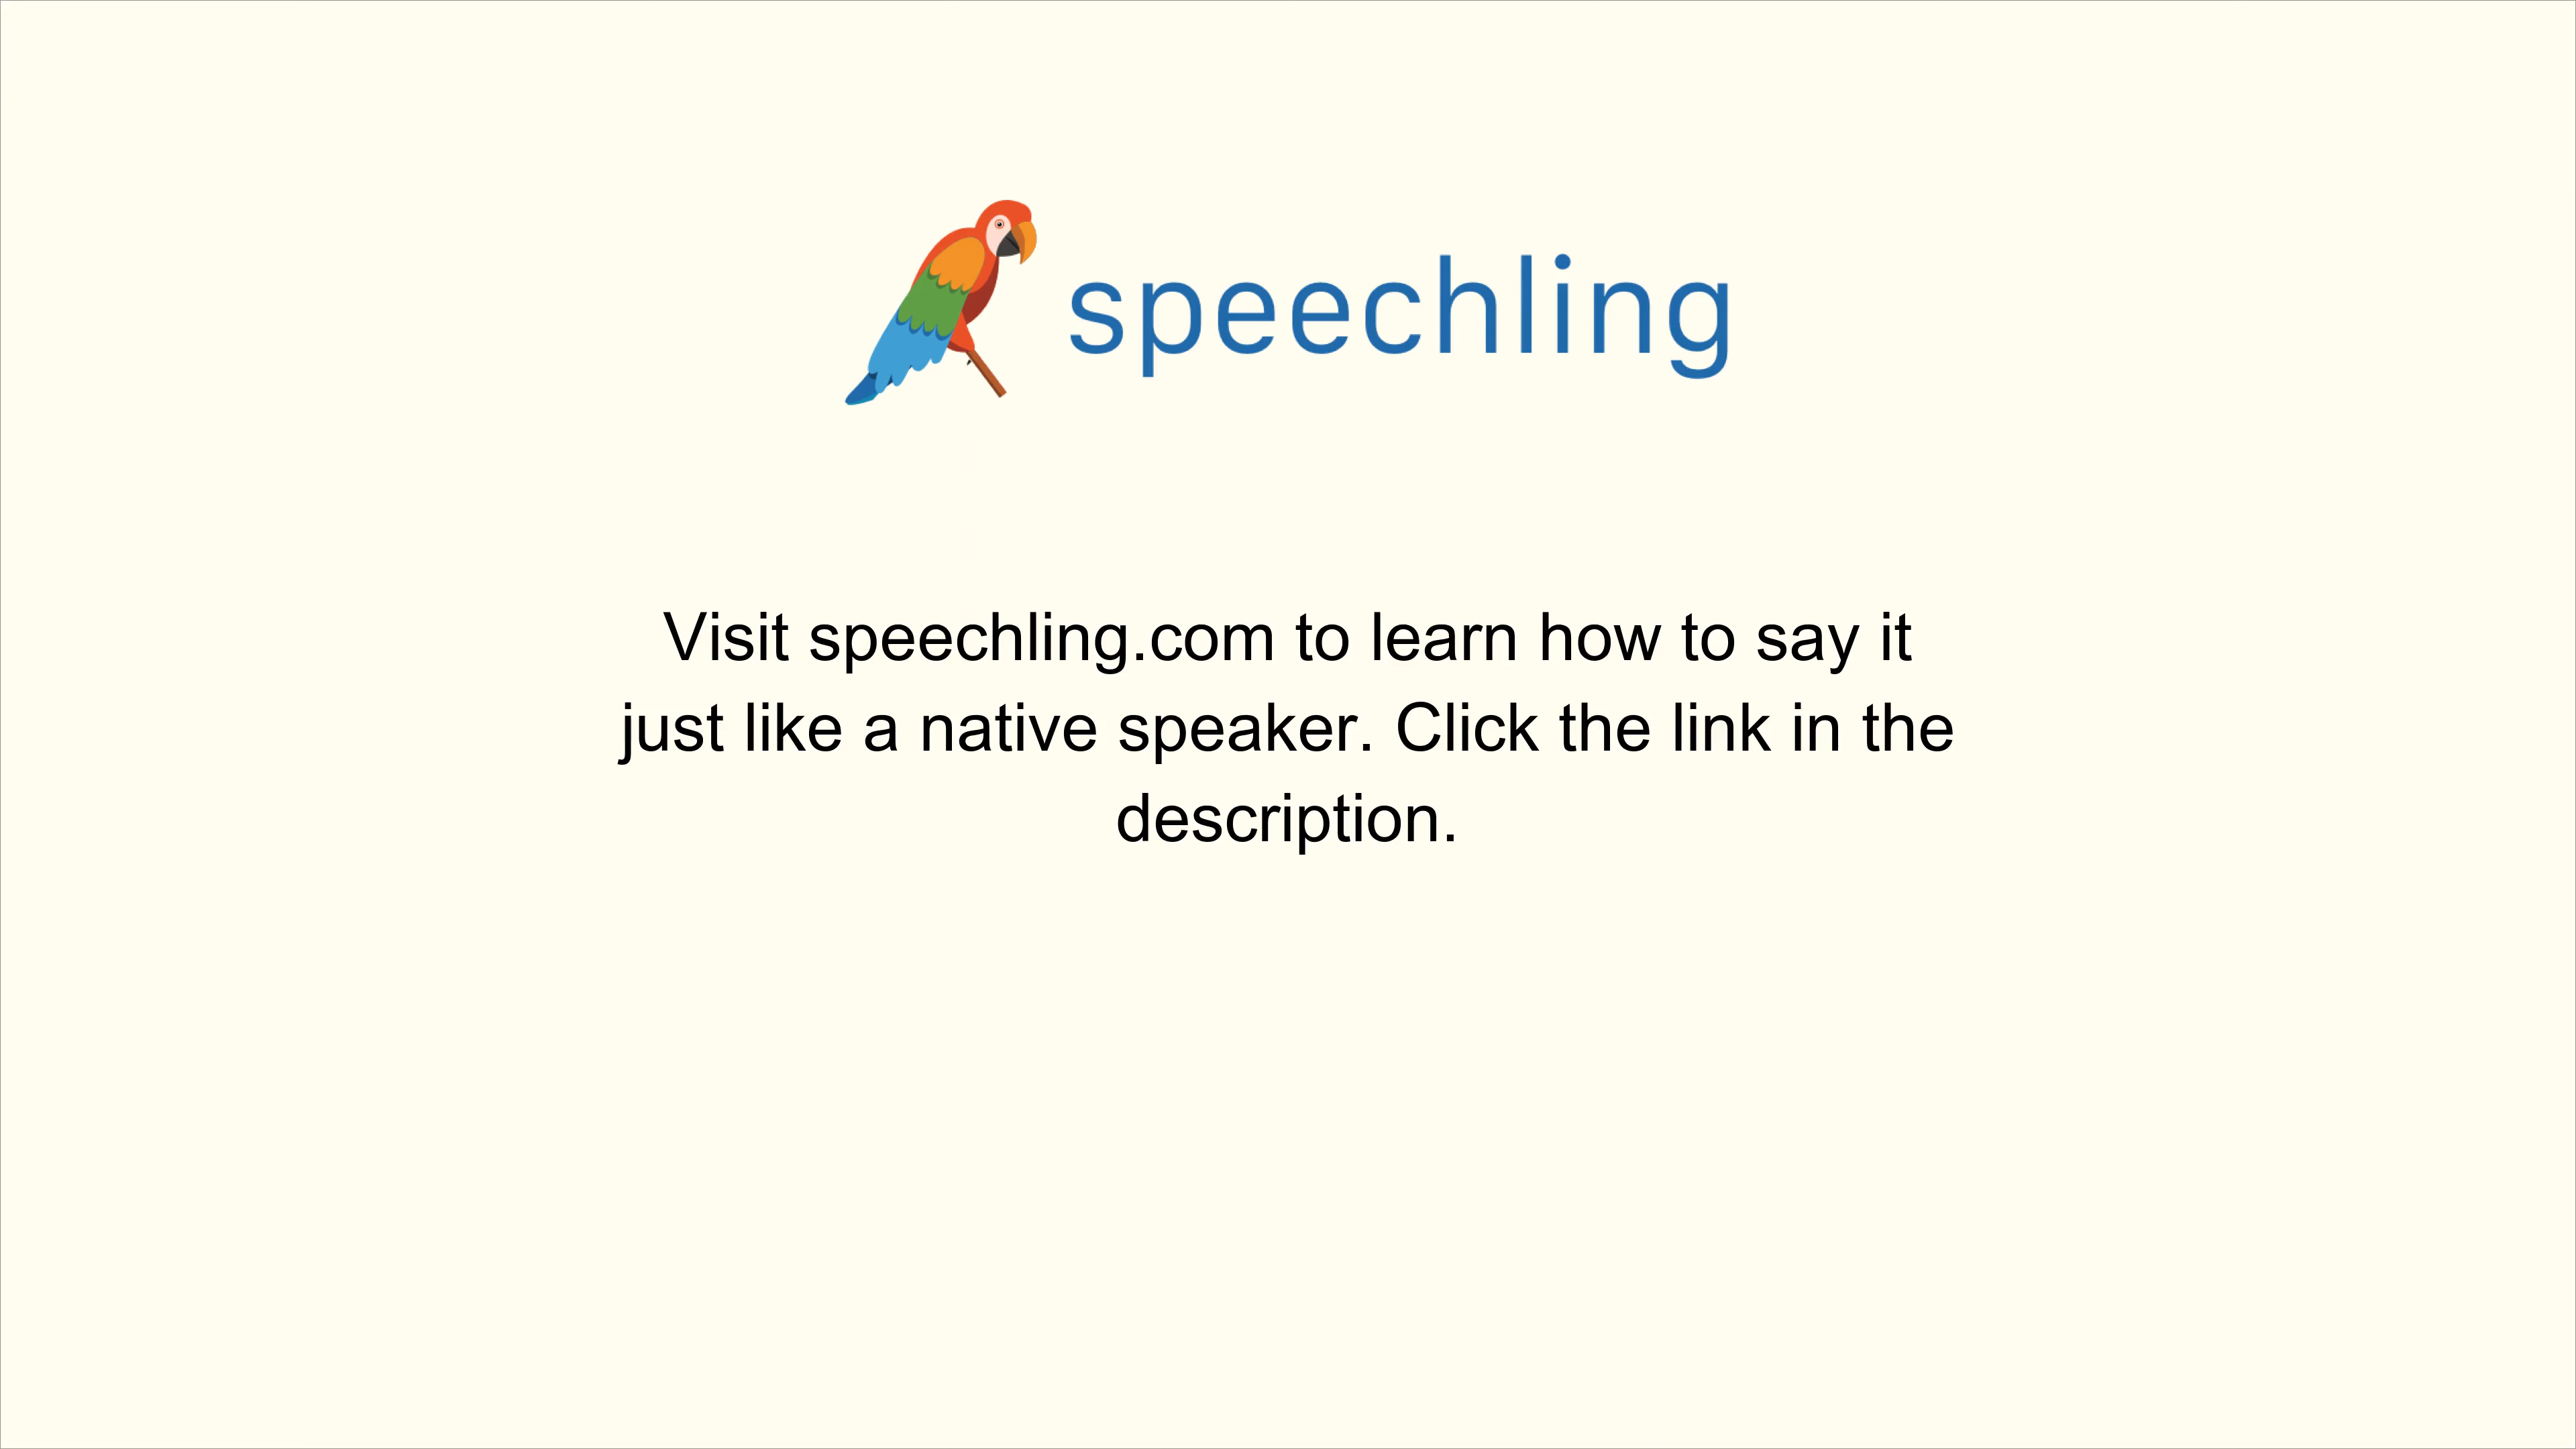 speechling
Visit speechling.com to learn how to say it
just like a native speaker. Click the link in the
description.